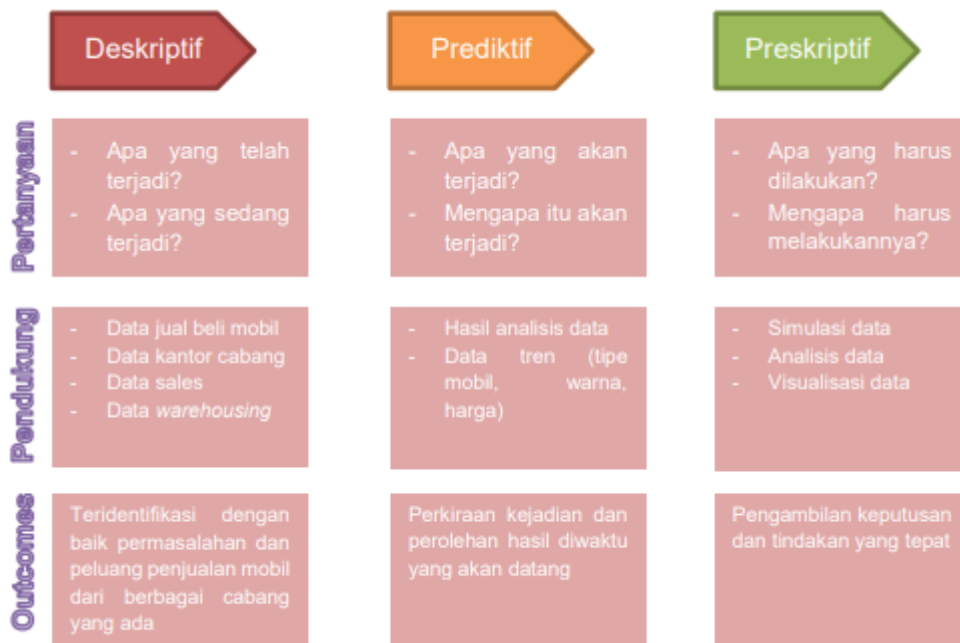 Deskriptif
Prediktif
Preskriptif
Pertanyaan
- Apa yang telah
terjadi?
- Apa yang sedang
terjadi?
- Apa yang akan
terjadi?
- Mengapa itu akan
terjadi?
- Apa yang harus
dilakukan?
- Mengapa harus
melakukannya?
Pendukung
- Data jual beli mobil
- Data kantor cabang
- Data sales
- Data warehousing
- Hasil analisis data
- Data tren (tipe
mobil, warna,
harga)
- Simulasi data
- Analisis data
- Visualisasi data
Outcomes
Teridentifikasi dengan
baik permasalahan dan
peluang penjualan mobil
dari berbagai cabang
yang ada
Perkiraan kejadian dan
perolehan hasil diwaktu
yang akan datang
Pengambilan keputusan
dan tindakan yang tepat